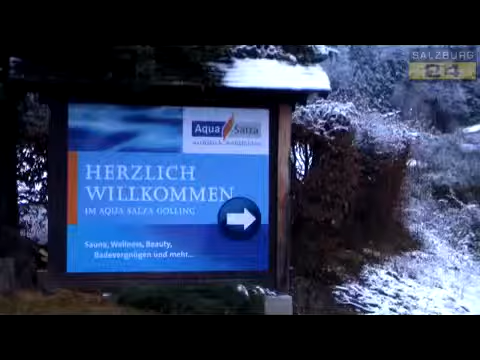 SALZBURG
24
Aqua Salza
HERZLICH
WILLKOMMEN
IM AQUA SALZA GOLLING
Sauna, Wellness, Beauty,
Badevergnügen und mehr...